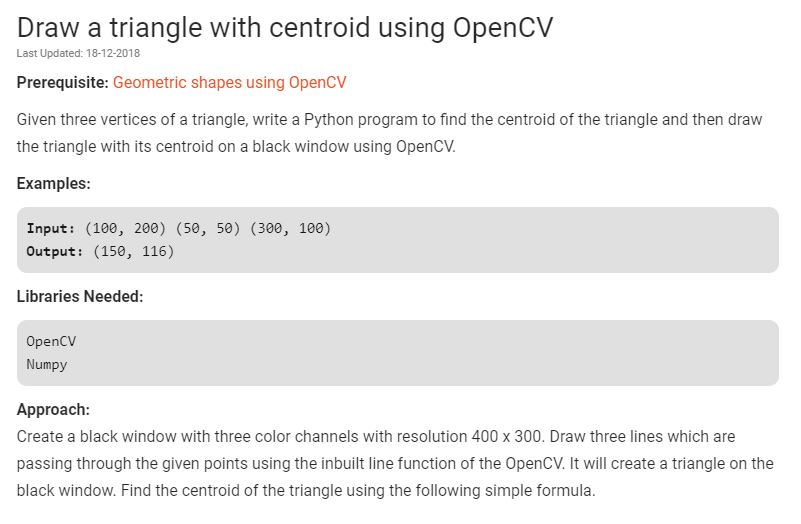 Draw a triangle with centroid using OpenCV
Last Updated: 18-12-2018
Prerequisite: Geometric shapes using OpenCV
Given three vertices of a triangle, write a Python program to find the centroid of the triangle and then draw
the triangle with its centroid on a black window using OpenCV.
Examples:
Input: (100, 200) (50, 50) (300, 100)
Output: (150, 116)
Libraries Needed:
OpenCV
Numpy
Approach:
Create a black window with three color channels with resolution 400 x 300. Draw three lines which are
passing through the given points using the inbuilt line function of the OpenCV. It will create a triangle on the
black window. Find the centroid of the triangle using the following simple formula.